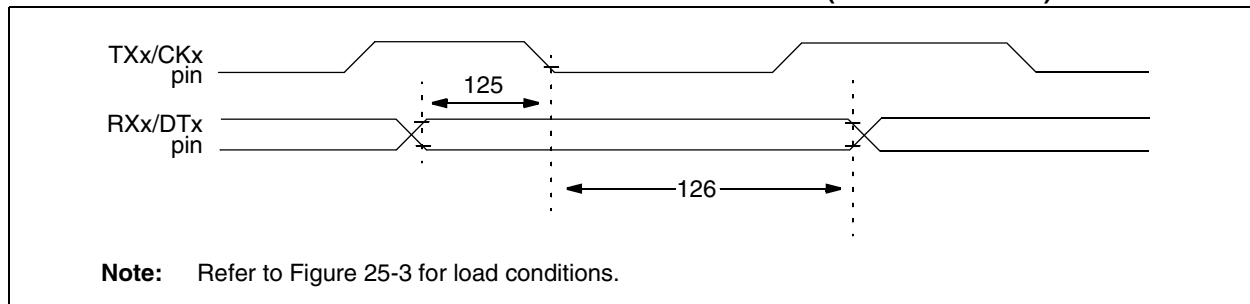 TXx/CKx
pin
125
RXx/DTx
pin
126
Note: Refer to Figure 25-3 for load conditions.